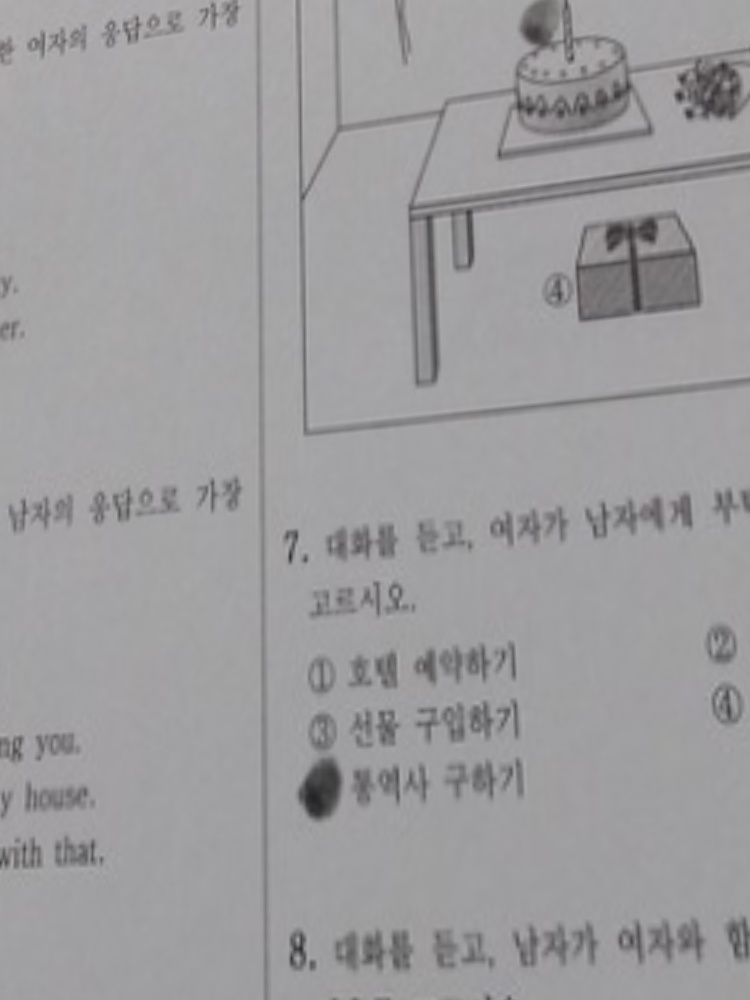 한 여자의 응답으로 가장
y.
er.
남자의 응답으로 가장
ng you.
y house.
with that.
④
7. 대화를 듣고, 여자가 남자에게
고르시오.
① 호텔 예약하기
②
③ 선물 구입하기
④
통역사 구하기
8. 대화를 듣고, 남자가 여자와